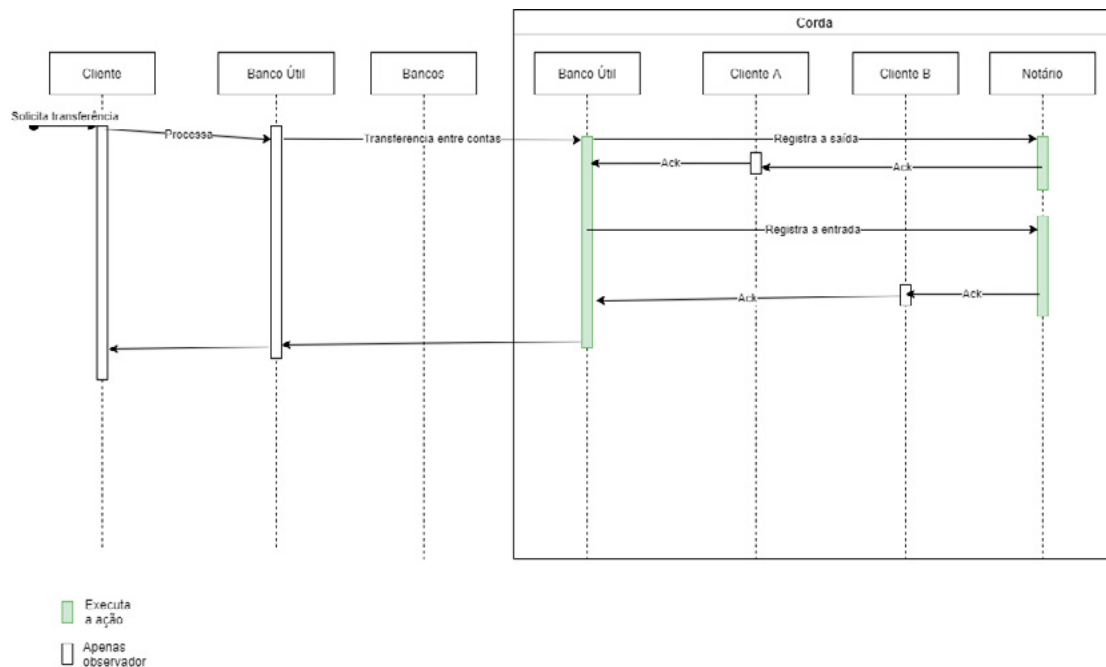 Corda
Cliente
Banco Útil
Bancos
Banco Útil
Cliente A
Cliente B
Notário
Solicita transferência
Processa
Transferencia entre contas
Registra a saída
Ack
Ack
Registra a entrada
Ack
Ack
Executa
a ação
Apenas
observador